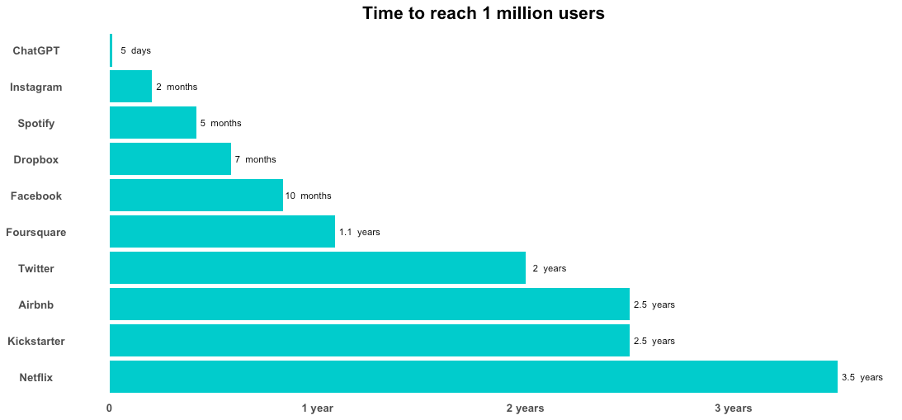 Time to reach 1 million users
ChatGPT 5 days
Instagram 2 months
Spotify 5 months
Dropbox 7 months
Facebook 10 months
Foursquare 1.1 years
Twitter 2 years
Airbnb 2.5 years
Kickstarter 2.5 years
Netflix 3.5 years
0 1 year 2 years 3 years